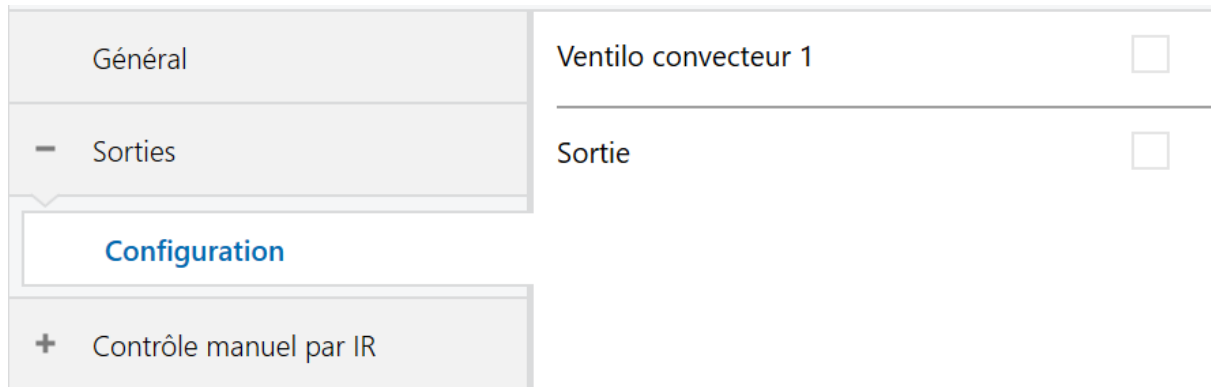 Général
Sorties
Configuration
Contrôle manuel par IR
Ventilo convecteur 1
Sortie